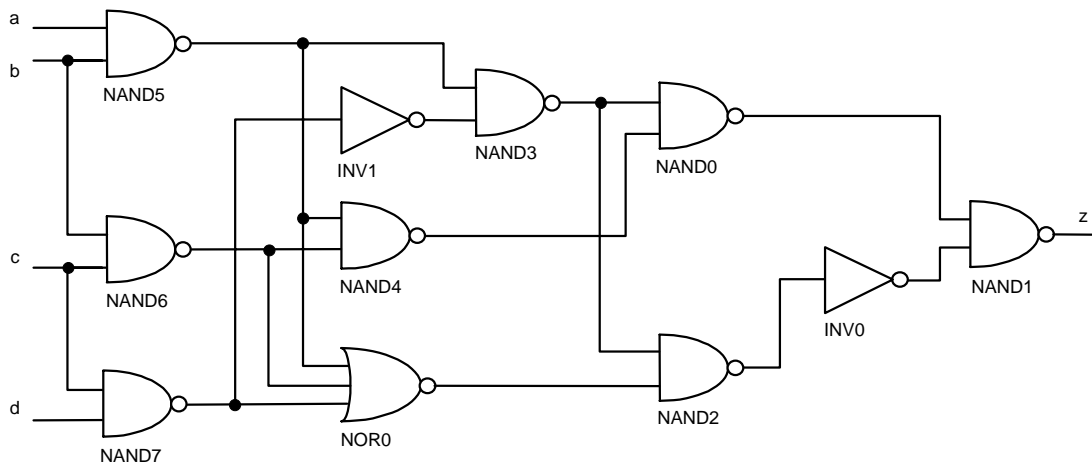 a
b
NAND5
INV1
NAND3
NAND0
z
c
NAND6
NAND4
NAND1
INV0
d
NAND7
NOR0
NAND2